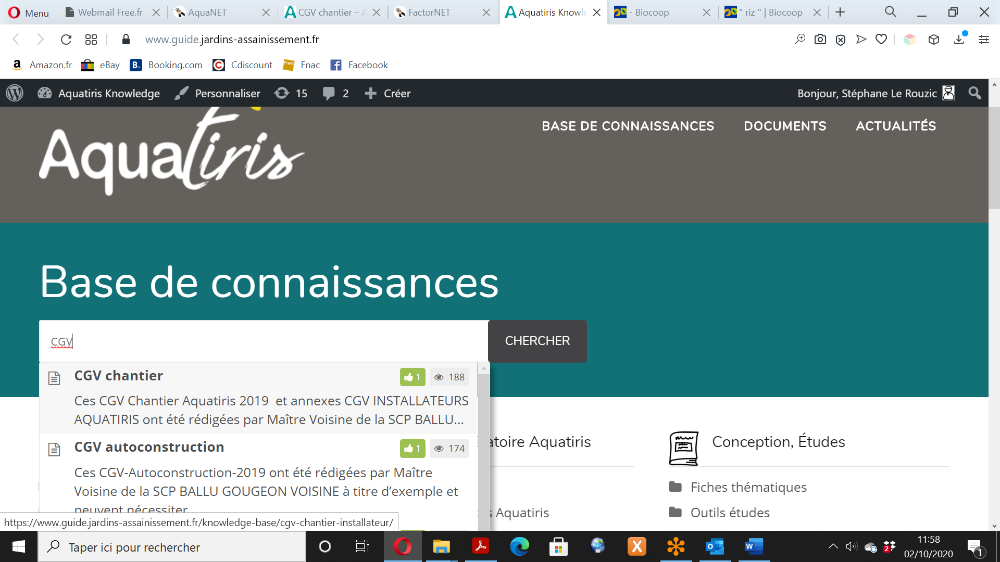 Menu
Webmail Free.fr
AquaNET
CGV chantier – A
FactorNET
Aquatiris Knowle
- Biocoop
" riz " | Biocoop
www.guide.jardins-assainissement.fr
Amazon.fr
eBay
Booking.com
Cdiscount
Fnac
Facebook
Aquatiris Knowledge
Personnaliser
15
2
Créer
Bonjour, Stéphane Le Rouzic
Aquatiris
BASE DE CONNAISSANCES
DOCUMENTS
ACTUALITÉS
Base de connaissances
CGV
CHERCHER
CGV chantier
1
188
Ces CGV Chantier Aquatiris 2019 et annexes CGV INSTALLATEURS
AQUATIRIS ont été rédigées par Maître Voisine de la SCP BALLU...
CGV autoconstruction
1
174
Ces CGV-Autoconstruction-2019 ont été rédigées par Maître
Voisine de la SCP BALLU GOUGEON VOISINE à titre d’exemple et
peuvent nécessiter
atoire Aquatiris
s Aquatiris
Conception, Études
Fiches thématiques
Outils études
https://www.guide.jardins-assainissement.fr/knowledge-base/cgv-chantier-installateur/
Taper ici pour rechercher
11:58
02/10/2020
1